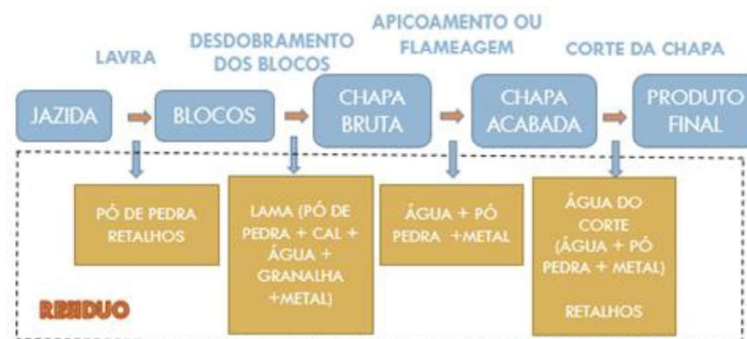 LAVRA
DESDOBRAMENTO
DOS BLOCOS
APICOAMENTO OU
FLAMEAGEM
CORTE DA CHAPA
JAZIDA
BLOCOS
CHAPA
BRUTA
CHAPA
ACABADA
PRODUTO
FINAL
PÓ DE PEDRA
RETALHOS
LAMA (PÓ DE
PEDRA + CAL +
ÁGUA +
GRANALHA
+METAL)
ÁGUA + PÓ
PEDRA +METAL
ÁGUA DO
CORTE
(ÁGUA + PÓ
PEDRA + METAL)
RETALHOS
RESIDUO